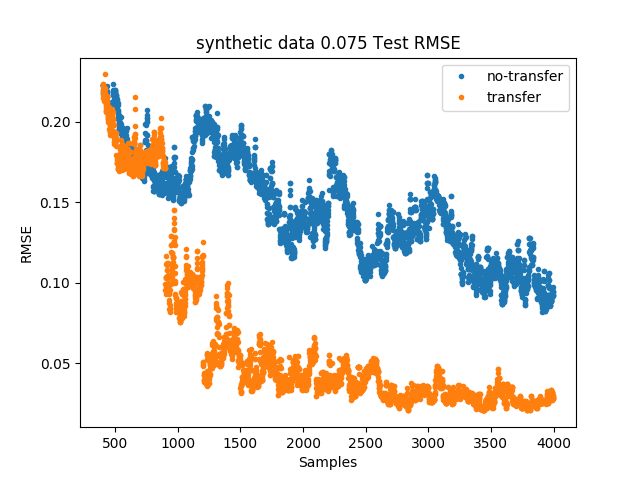 synthetic data 0.075 Test RMSE
no-transfer
transfer
RMSE
0.20
0.15
0.10
0.05
500 1000 1500 2000 2500 3000 3500 4000
Samples